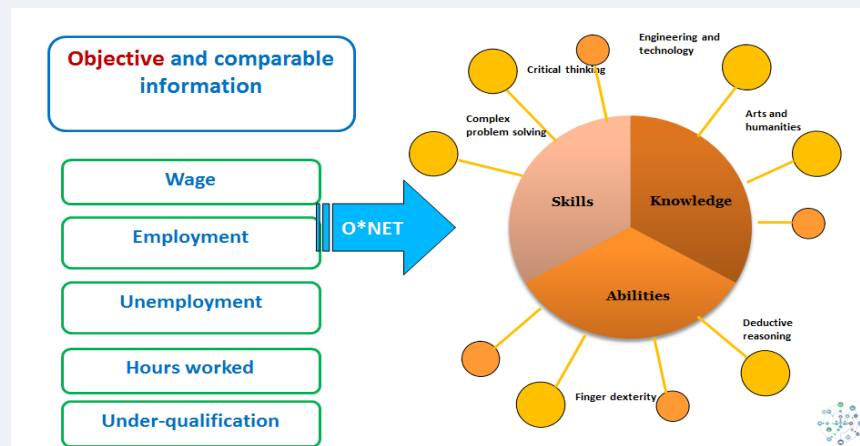 Objective and comparable
information
Wage
Employment
Unemployment
Hours worked
Under-qualification
O*NET
Engineering and
technology
Critical thinking
Complex
problem solving
Arts and
humanities
Skills
Knowledge
Abilities
Deductive
reasoning
Finger dexterity